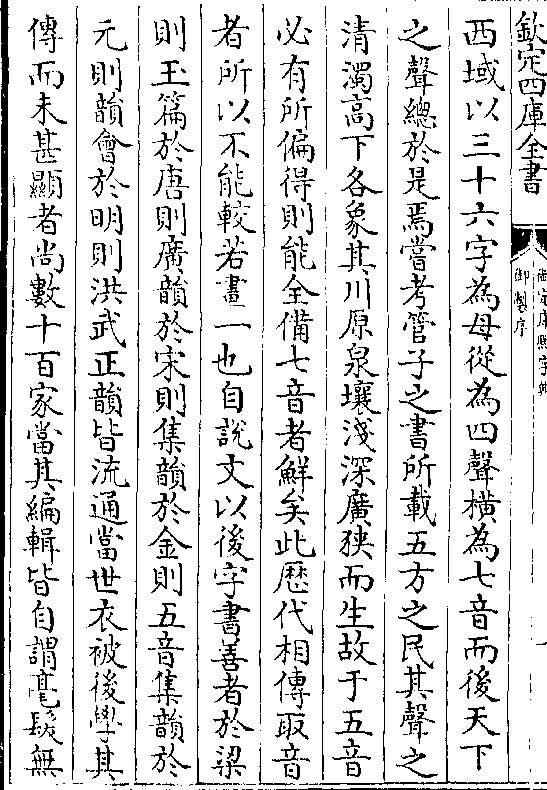 欽定四庫全書
御定康熙字典
御製序
西域以三十六字為母從為四聲橫為七音而後天下
之聲總於是焉嘗考管子之書所載五方之民其聲之
清濁高下各象其川原泉壤淺深廣狹而生故于五音
必有所偏得則能全備七音者鮮矣此歷代相傳取音
者所以不能較若畫一也自說文以後字書善者於梁
則玉篇於唐則廣韻於宋則集韻於金則五音集韻於
元則韻會於明則洪武正韻皆流通當世衣被後學其
傳而未甚顯者尚數十百家當其編輯皆自謂毫髮無